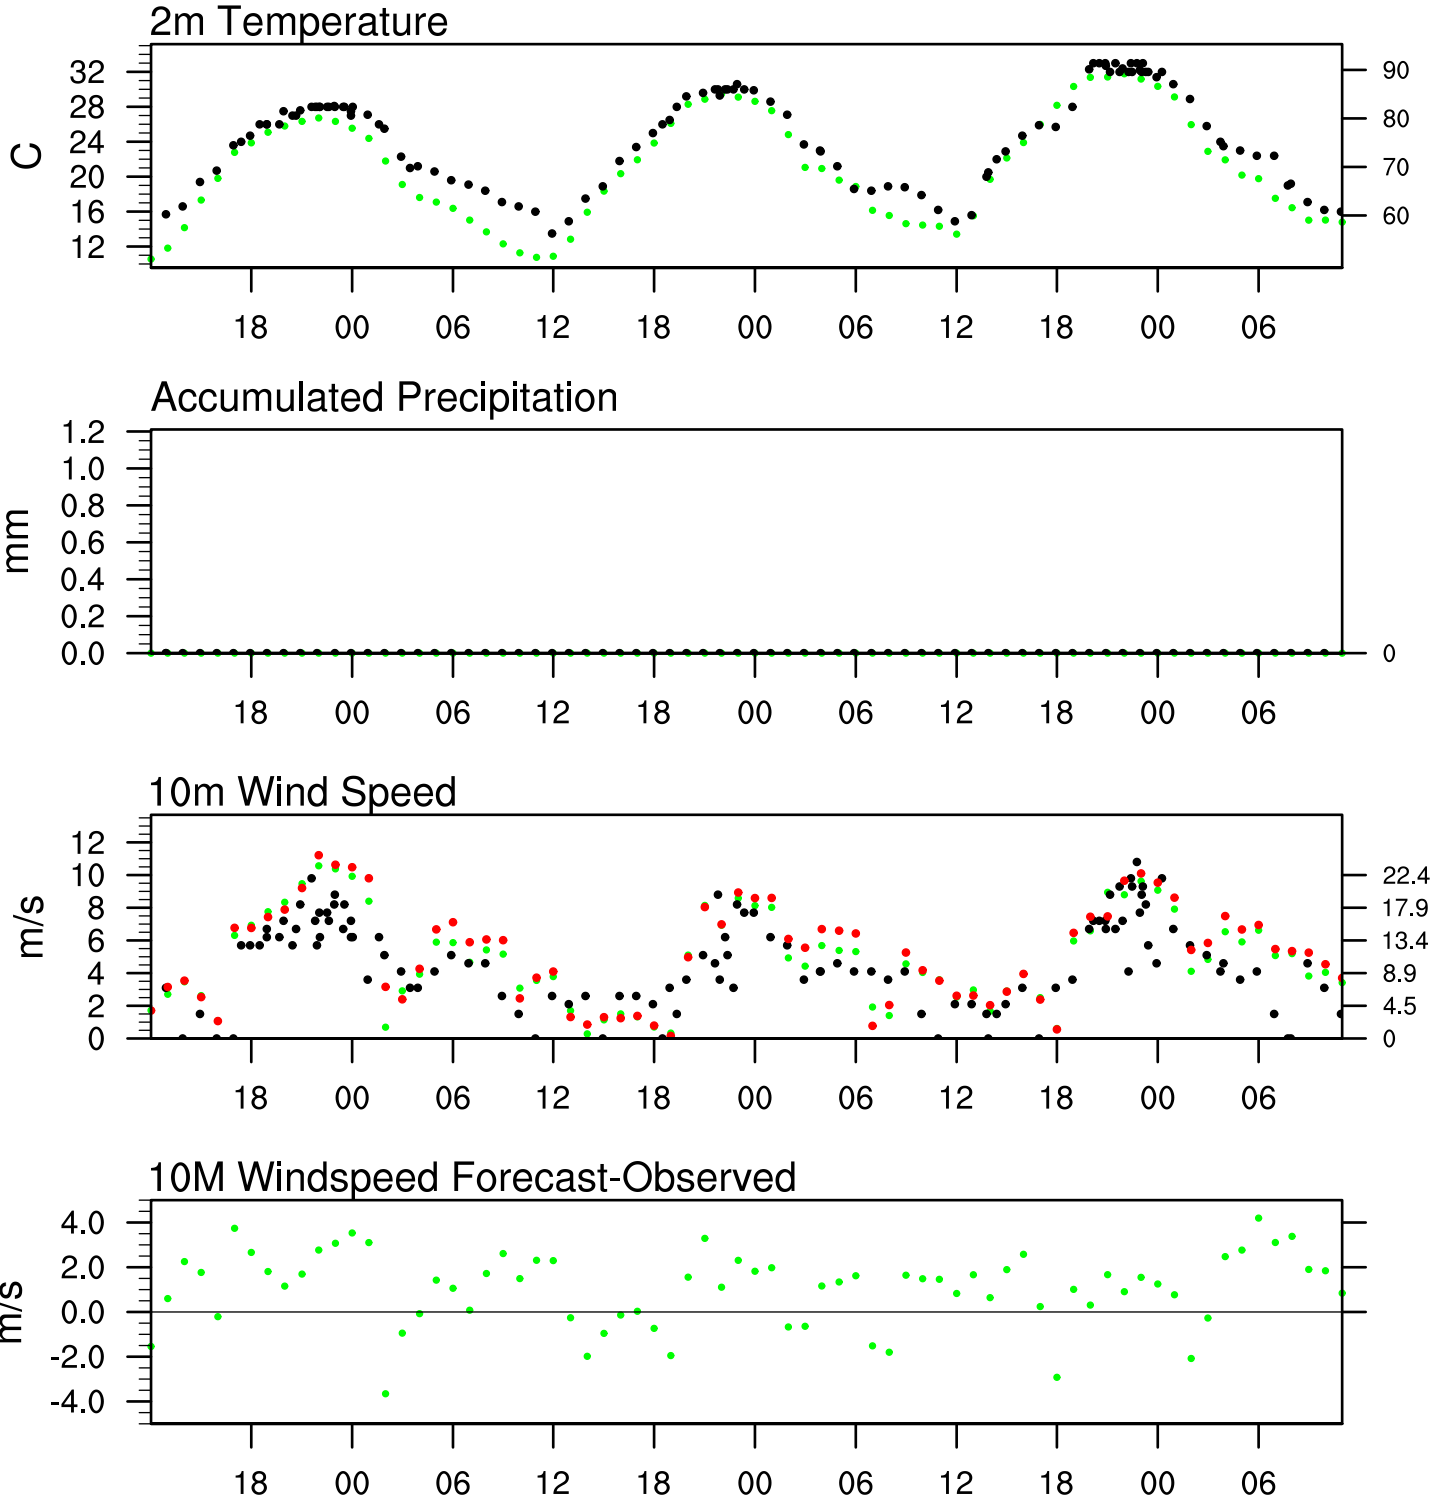 2m Temperature
32 90
28
24 80
20 70
16 60
12
C
18 00 06 12 18 00 06 12 18 00 06
Accumulated Precipitation
1.2
1.0
0.8
0.6
0.4
0.2
0.0 0
mm
18 00 06 12 18 00 06 12 18 00 06
10m Wind Speed
12
10 22.4
8 17.9
6 13.4
4 8.9
2 4.5
0 0
m/s
18 00 06 12 18 00 06 12 18 00 06
10M Windspeed Forecast-Observed
4.0
2.0
0.0
-2.0
-4.0
m/s
18 00 06 12 18 00 06 12 18 00 06